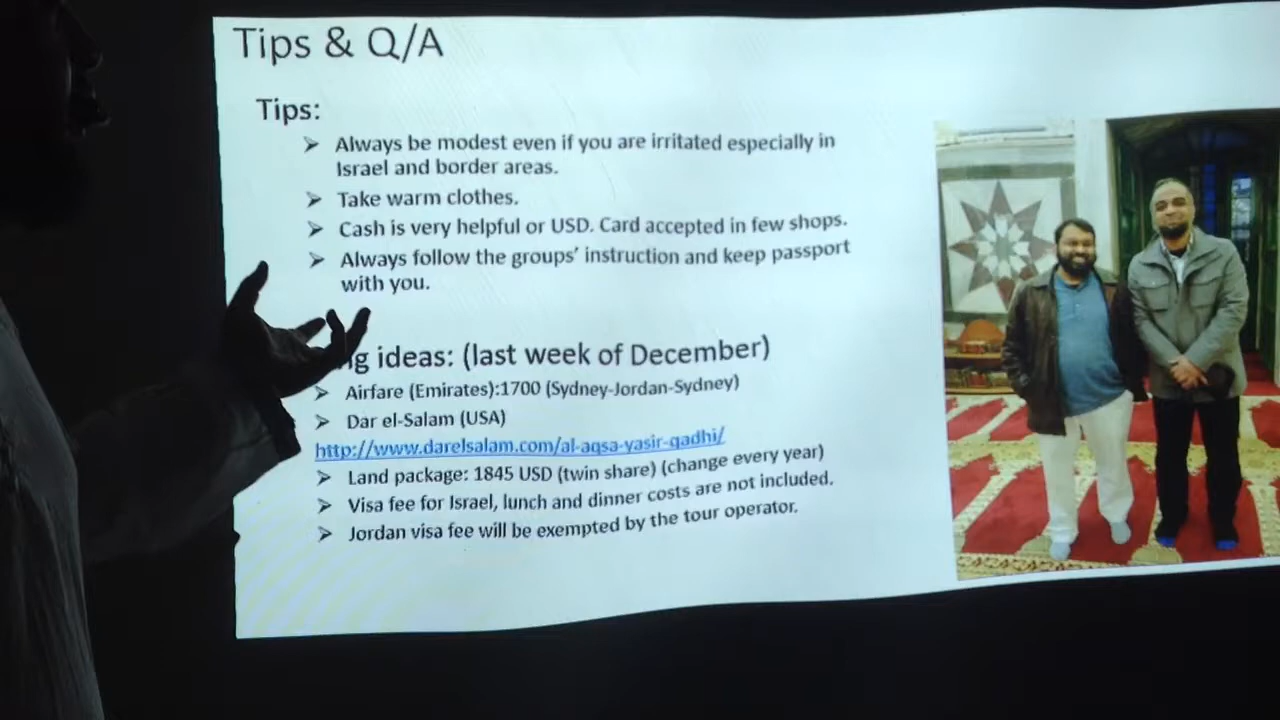 Tips & Q/A
Tips:
➢ Always be modest even if you are irritated especially in
Israel and border areas.
➢ Take warm clothes.
➢ Cash is very helpful or USD. Card accepted in few shops.
➢ Always follow the groups' instruction and keep passport
with you.
ideas: (last week of December)
➢ Airfare (Emirates):1700 (Sydney-Jordan-Sydney)
➢ Dar el-Salam (USA)
http://www.darelsalam.com/al-aqsa-yasir-qadhi/
➢ Land package: 1845 USD (twin share) (change every year)
➢ Visa fee for Israel, lunch and dinner costs are not included.
➢ Jordan visa fee will be exempted by the tour operator.